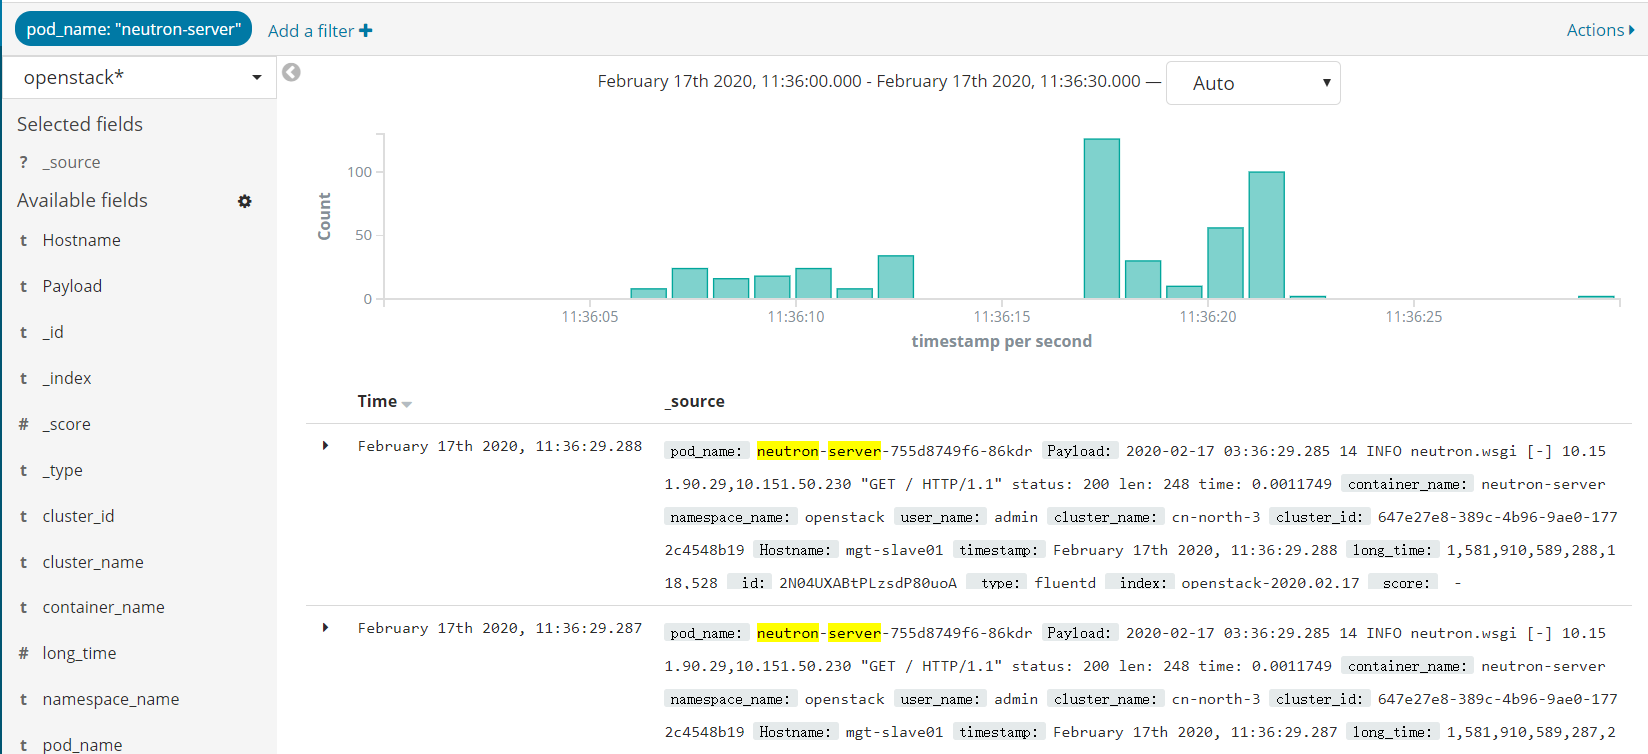 pod_name: "neutron-server" Add a filter + Actions
openstack*
February 17th 2020, 11:36:00.000 - February 17th 2020, 11:36:30.000 — Auto
Selected fields
? _source
Available fields
t Hostname
t Payload
t _id
t _index
# _score
t _type
t cluster_id
t cluster_name
t container_name
# long_time
t namespace_name
t pod_name
Count
100
50
0
11:36:05 11:36:10 11:36:15 11:36:20 11:36:25
timestamp per second
Time _source
February 17th 2020, 11:36:29.288
pod_name: neutron-server-755d8749f6-86kdr Payload: 2020-02-17 03:36:29.285 14 INFO neutron.wsgi [-] 10.15
1.90.29,10.151.50.230 "GET / HTTP/1.1" status: 200 len: 248 time: 0.0011749 container_name: neutron-server
namespace_name: openstack user_name: admin cluster_name: cn-north-3 cluster_id: 647e27e8-389c-4b96-9ae0-177
2c4548b19 Hostname: mgt-slave01 timestamp: February 17th 2020, 11:36:29.288 long_time: 1,581,910,589,288,1
18,528 _id: 2N04UXABtPLzsdP80uoA _type: fluentd _index: openstack-2020.02.17 _score: -
February 17th 2020, 11:36:29.287
pod_name: neutron-server-755d8749f6-86kdr Payload: 2020-02-17 03:36:29.285 14 INFO neutron.wsgi [-] 10.15
1.90.29,10.151.50.230 "GET / HTTP/1.1" status: 200 len: 248 time: 0.0011749 container_name: neutron-server
namespace_name: openstack user_name: admin cluster_name: cn-north-3 cluster_id: 647e27e8-389c-4b96-9ae0-177
2c4548b19 Hostname: mgt-slave01 timestamp: February 17th 2020, 11:36:29.287 long_time: 1,581,910,589,287,2